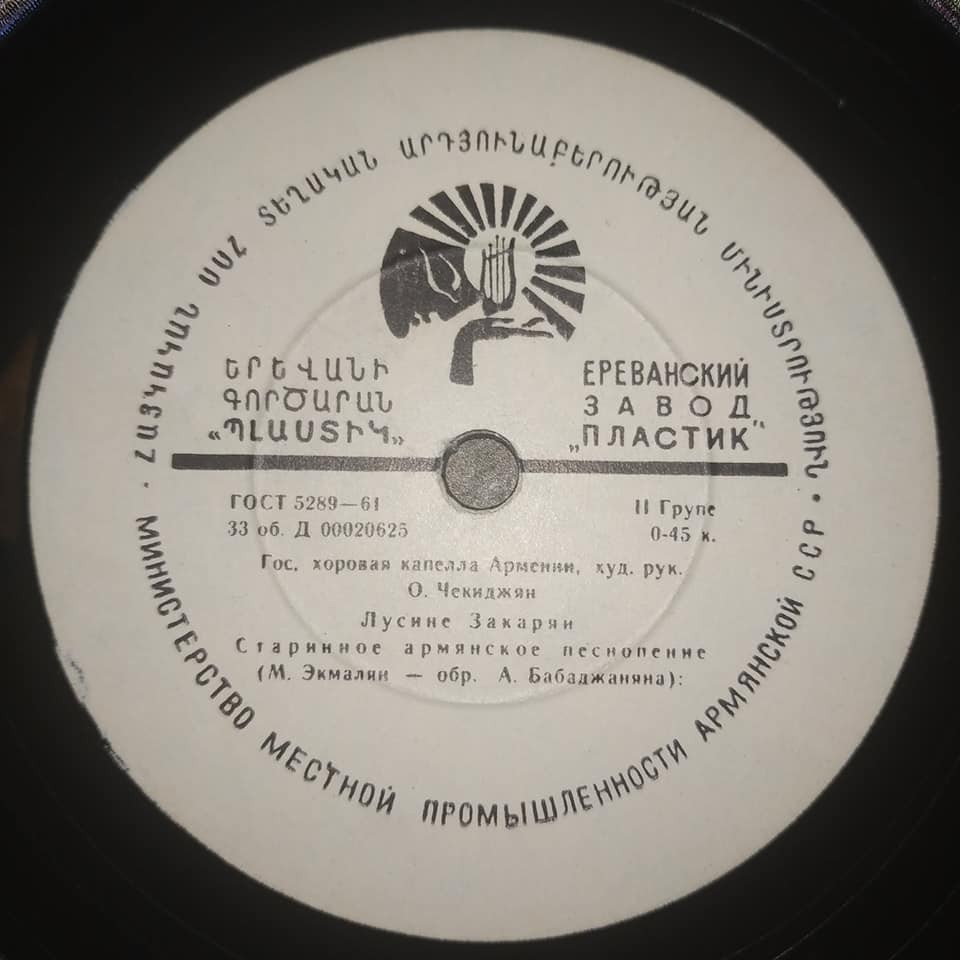 ՀԱՅԿԱԿԱՆ ՍՍՀ ՏԵՂԱԿԱՆ ԱՐԴՅՈՒՆԱԲԵՐՈՒԹՅԱՆ ՄԻՆԻՍՏՐՈՒԹՅՈՒՆ
ԵՐԵՎԱՆԻ
ԳՈՐԾԱՐԱՆ
«ՊԼԱՍՏԻԿ»
ЕРЕВАНСКИЙ
ЗАВОД
„ПЛАСТИК"
ГОСТ 5289—61
33 об. Д 00020625
II Групе
0-45 к.
Гос. хоровая капелла Армении, худ. рук.
О. Чекиджян
Лусине Закарян
Старинное армянское песнопение
(М. Экмалян — обр. А. Бабаджаняна):
МИНИСТЕРСТВО МЕСТНОЙ ПРОМЫШЛЕННОСТИ АРМЯНСКОЙ ССР